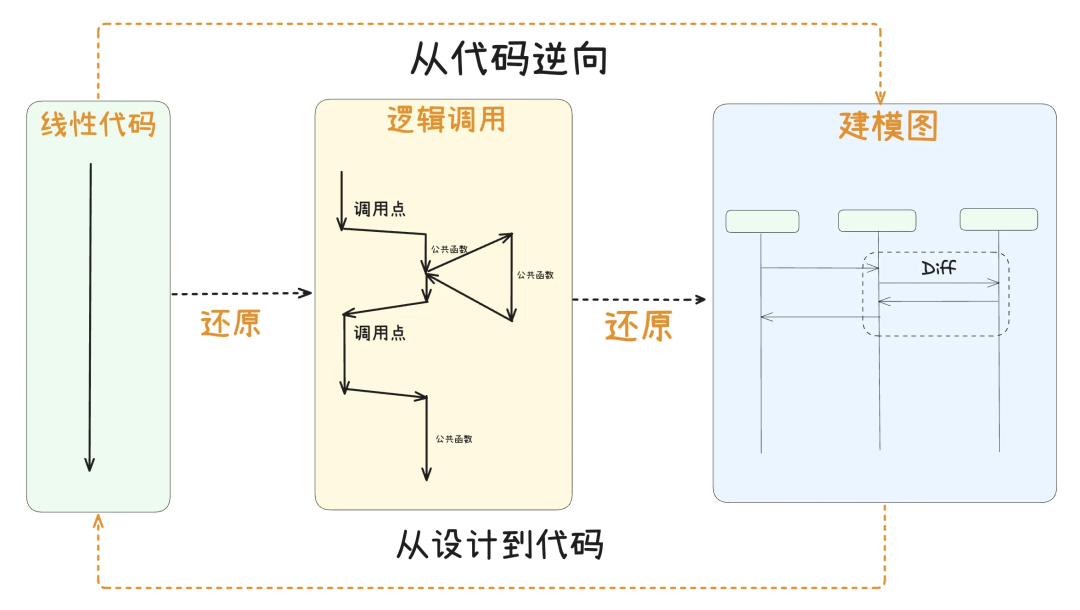 从代码逆向
线性代码
逻辑调用
建模图
调用点
公共函数
公共函数
Diff
还原
调用点
还原
公共函数
从设计到代码